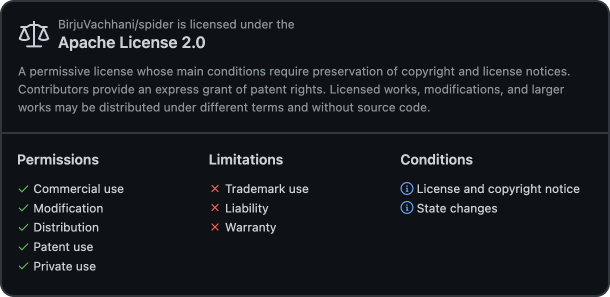 BirjuVachhani/spider is licensed under the
Apache License 2.0
A permissive license whose main conditions require preservation of copyright and license notices.
Contributors provide an express grant of patent rights. Licensed works, modifications, and larger
works may be distributed under different terms and without source code.
Permissions
Commercial use
Modification
Distribution
Patent use
Private use
Limitations
Trademark use
Liability
Warranty
Conditions
License and copyright notice
State changes